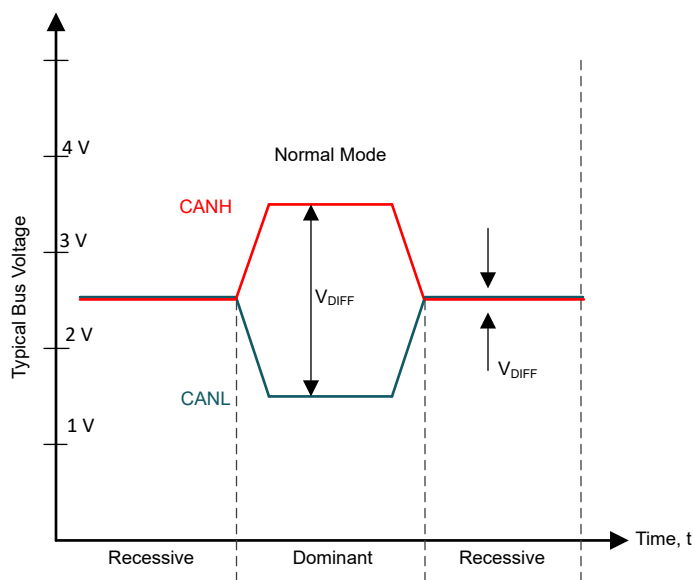 4 V
Normal Mode
CANH
3 V
Typical Bus Voltage
VDIFF
2 V
VDIFF
CANL
1 V
Time, t
Recessive
Dominant
Recessive